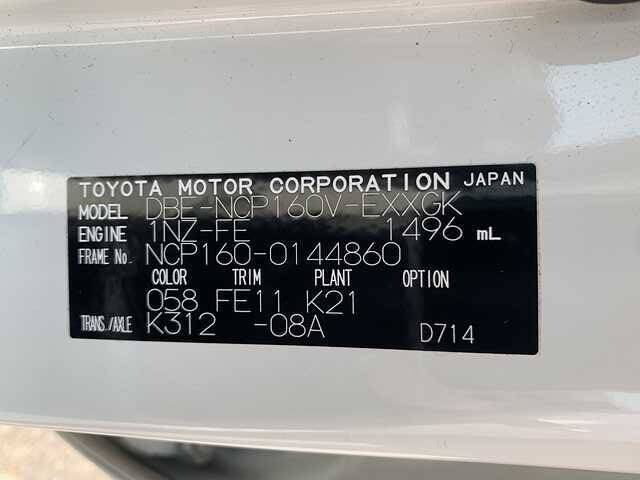 TOYOTA MOTOR CORPORATION JAPAN
MODEL DBE-NCP160V-EXXGK
ENGINE 1NZ-FE 1496 mL
FRAME No. NCP160-0144860
COLOR TRIM PLANT OPTION
058 FE11 K21
TRANS./AXLE K312 -08A D714